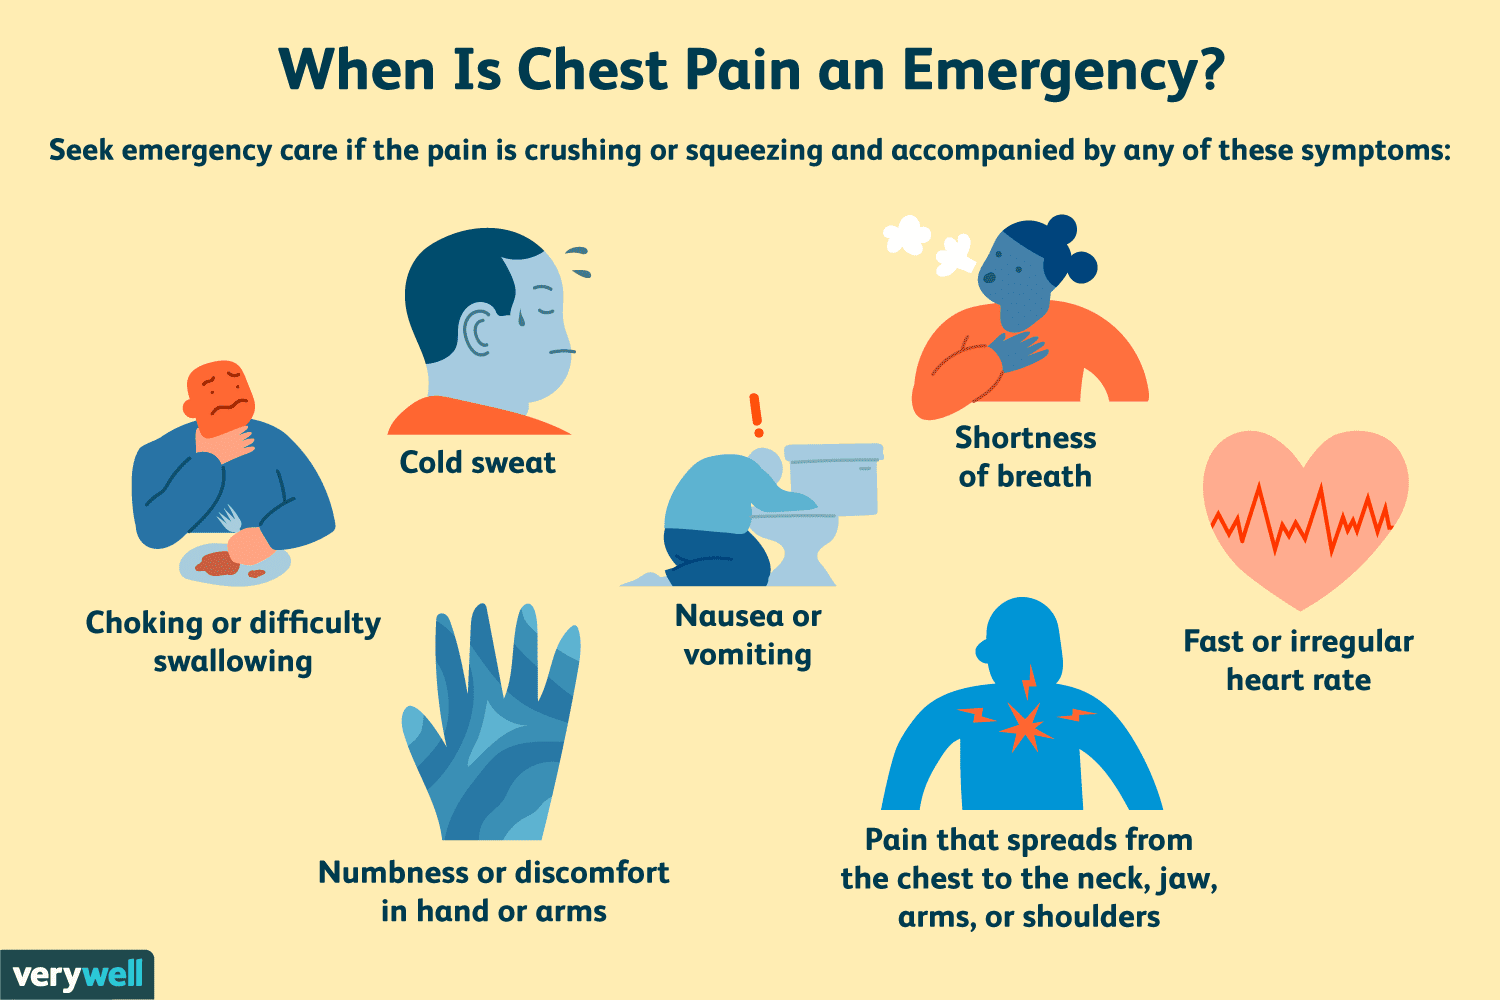 When Is Chest Pain an Emergency?
Seek emergency care if the pain is crushing or squeezing and accompanied by any of these symptoms:
Cold sweat
Shortness
of breath
Choking or difficulty
swallowing
Nausea or
vomiting
Fast or irregular
heart rate
Numbness or discomfort
in hand or arms
Pain that spreads from
the chest to the neck, jaw,
arms, or shoulders
verywell